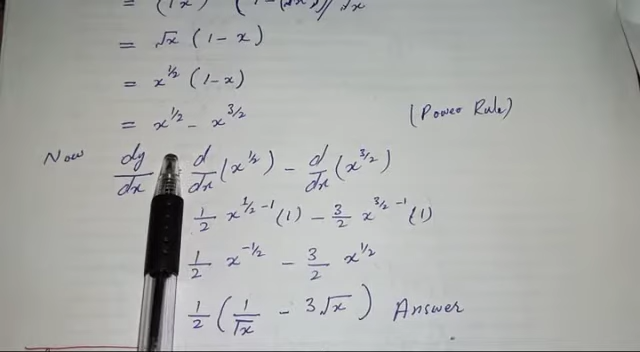 = √x (1 - x)
= x^1/2 (1-x)
= x^1/2 - x^3/2 (Power Rule)
Now dy/dx d/dx (x^1/2) - d/dx (x^3/2)
1/2 x^1/2-1 (1) - 3/2 x^3/2-1 (1)
1/2 x^-1/2 - 3/2 x^1/2
1/2 (1/√x - 3√x) Answer